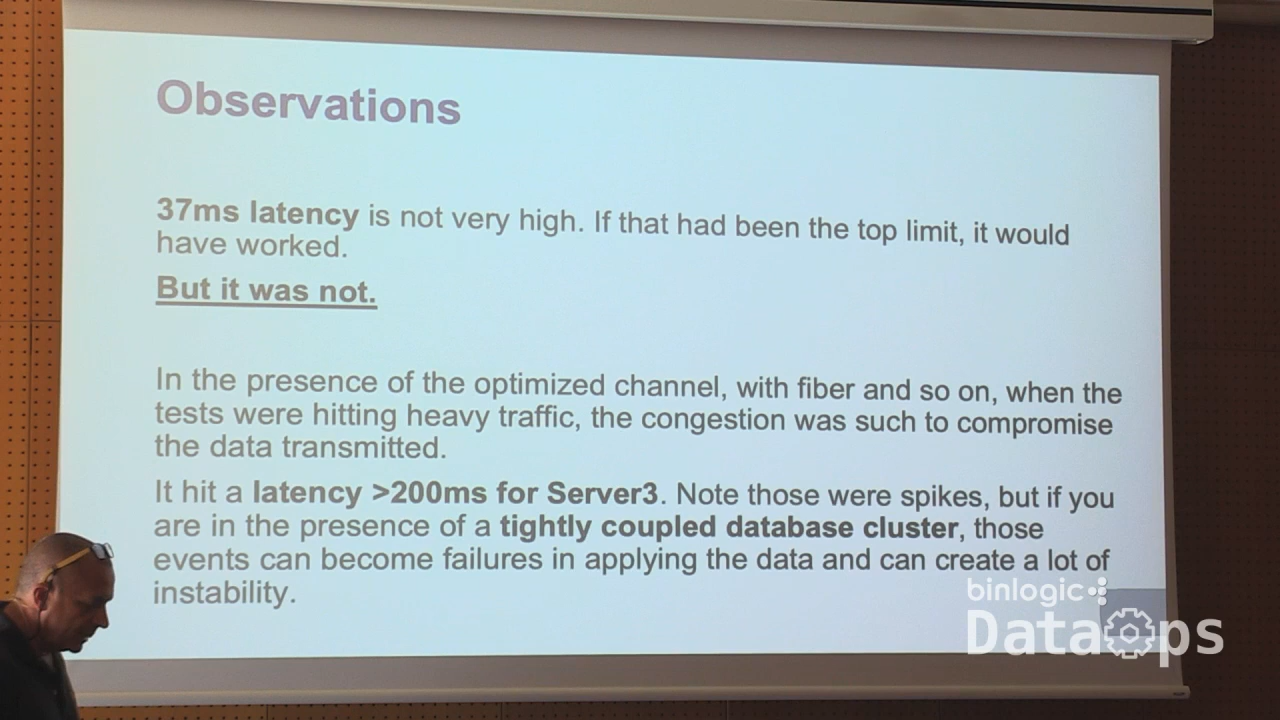 Observations
37ms latency is not very high. If that had been the top limit, it would
have worked.
But it was not.
In the presence of the optimized channel, with fiber and so on, when the
tests were hitting heavy traffic, the congestion was such to compromise
the data transmitted.
It hit a latency >200ms for Server3. Note those were spikes, but if you
are in the presence of a tightly coupled database cluster, those
events can become failures in applying the data and can create a lot of
instability.
binlogic
DataOps